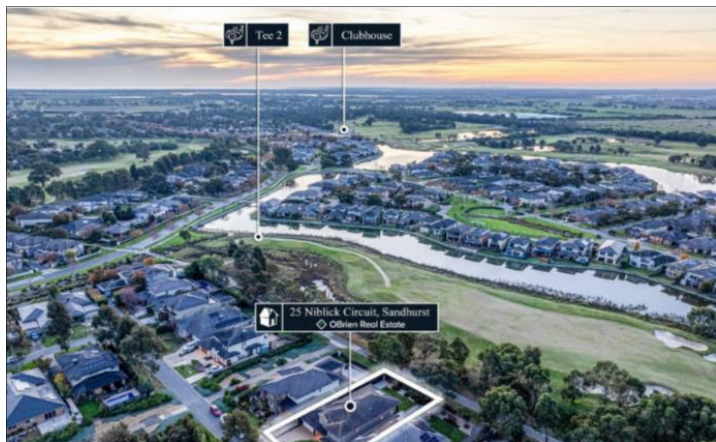 Tee 2
Clubhouse
25 Niblick Circuit, Sandhurst
OBrien Real Estate